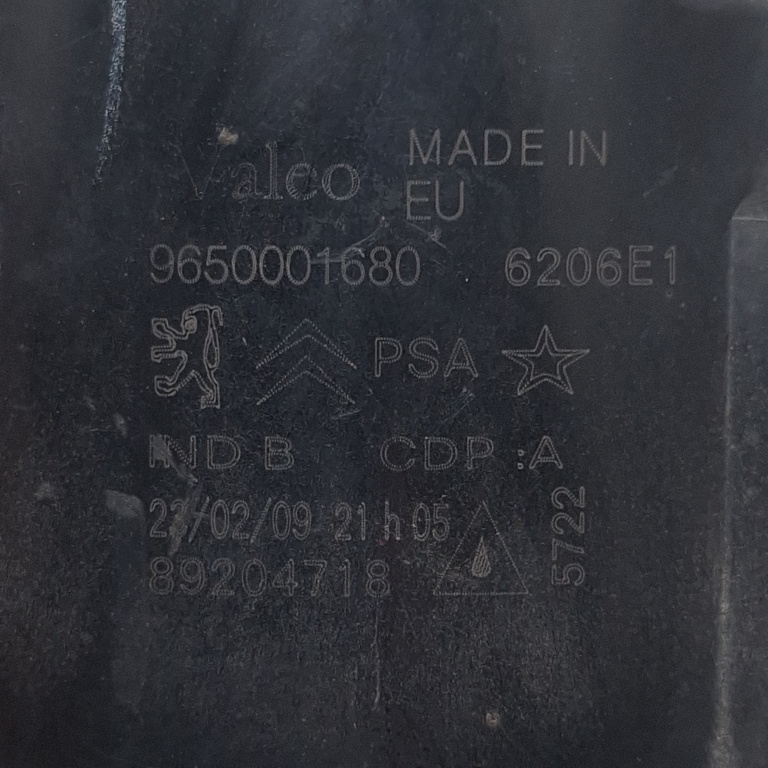 Valeo MADE IN
EU
9650001680 6206E1
PSA
IND B CDP :A
/02/09 21 h 05
5722
89204718